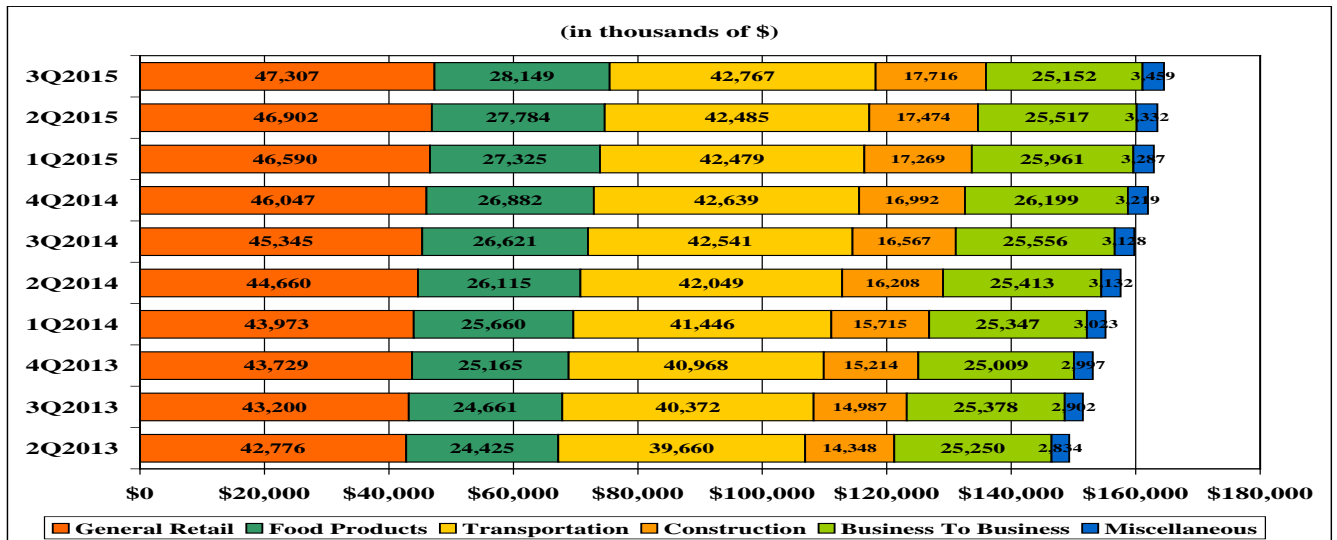 (in thousands of $)
3Q2015 47,307 28,149 42,767 17,716 25,152 3,459
2Q2015 46,902 27,784 42,485 17,474 25,517 3,332
1Q2015 46,590 27,325 42,479 17,269 25,961 3,287
4Q2014 46,047 26,882 42,639 16,992 26,199 3,219
3Q2014 45,345 26,621 42,541 16,567 25,556 3,128
2Q2014 44,660 26,115 42,049 16,208 25,413 3,132
1Q2014 43,973 25,660 41,446 15,715 25,347 3,023
4Q2013 43,729 25,165 40,968 15,214 25,009 2,997
3Q2013 43,200 24,661 40,372 14,987 25,378 2,902
2Q2013 42,776 24,425 39,660 14,348 25,250 2,834
$0 $20,000 $40,000 $60,000 $80,000 $100,000 $120,000 $140,000 $160,000 $180,000
General Retail Food Products Transportation Construction Business To Business Miscellaneous